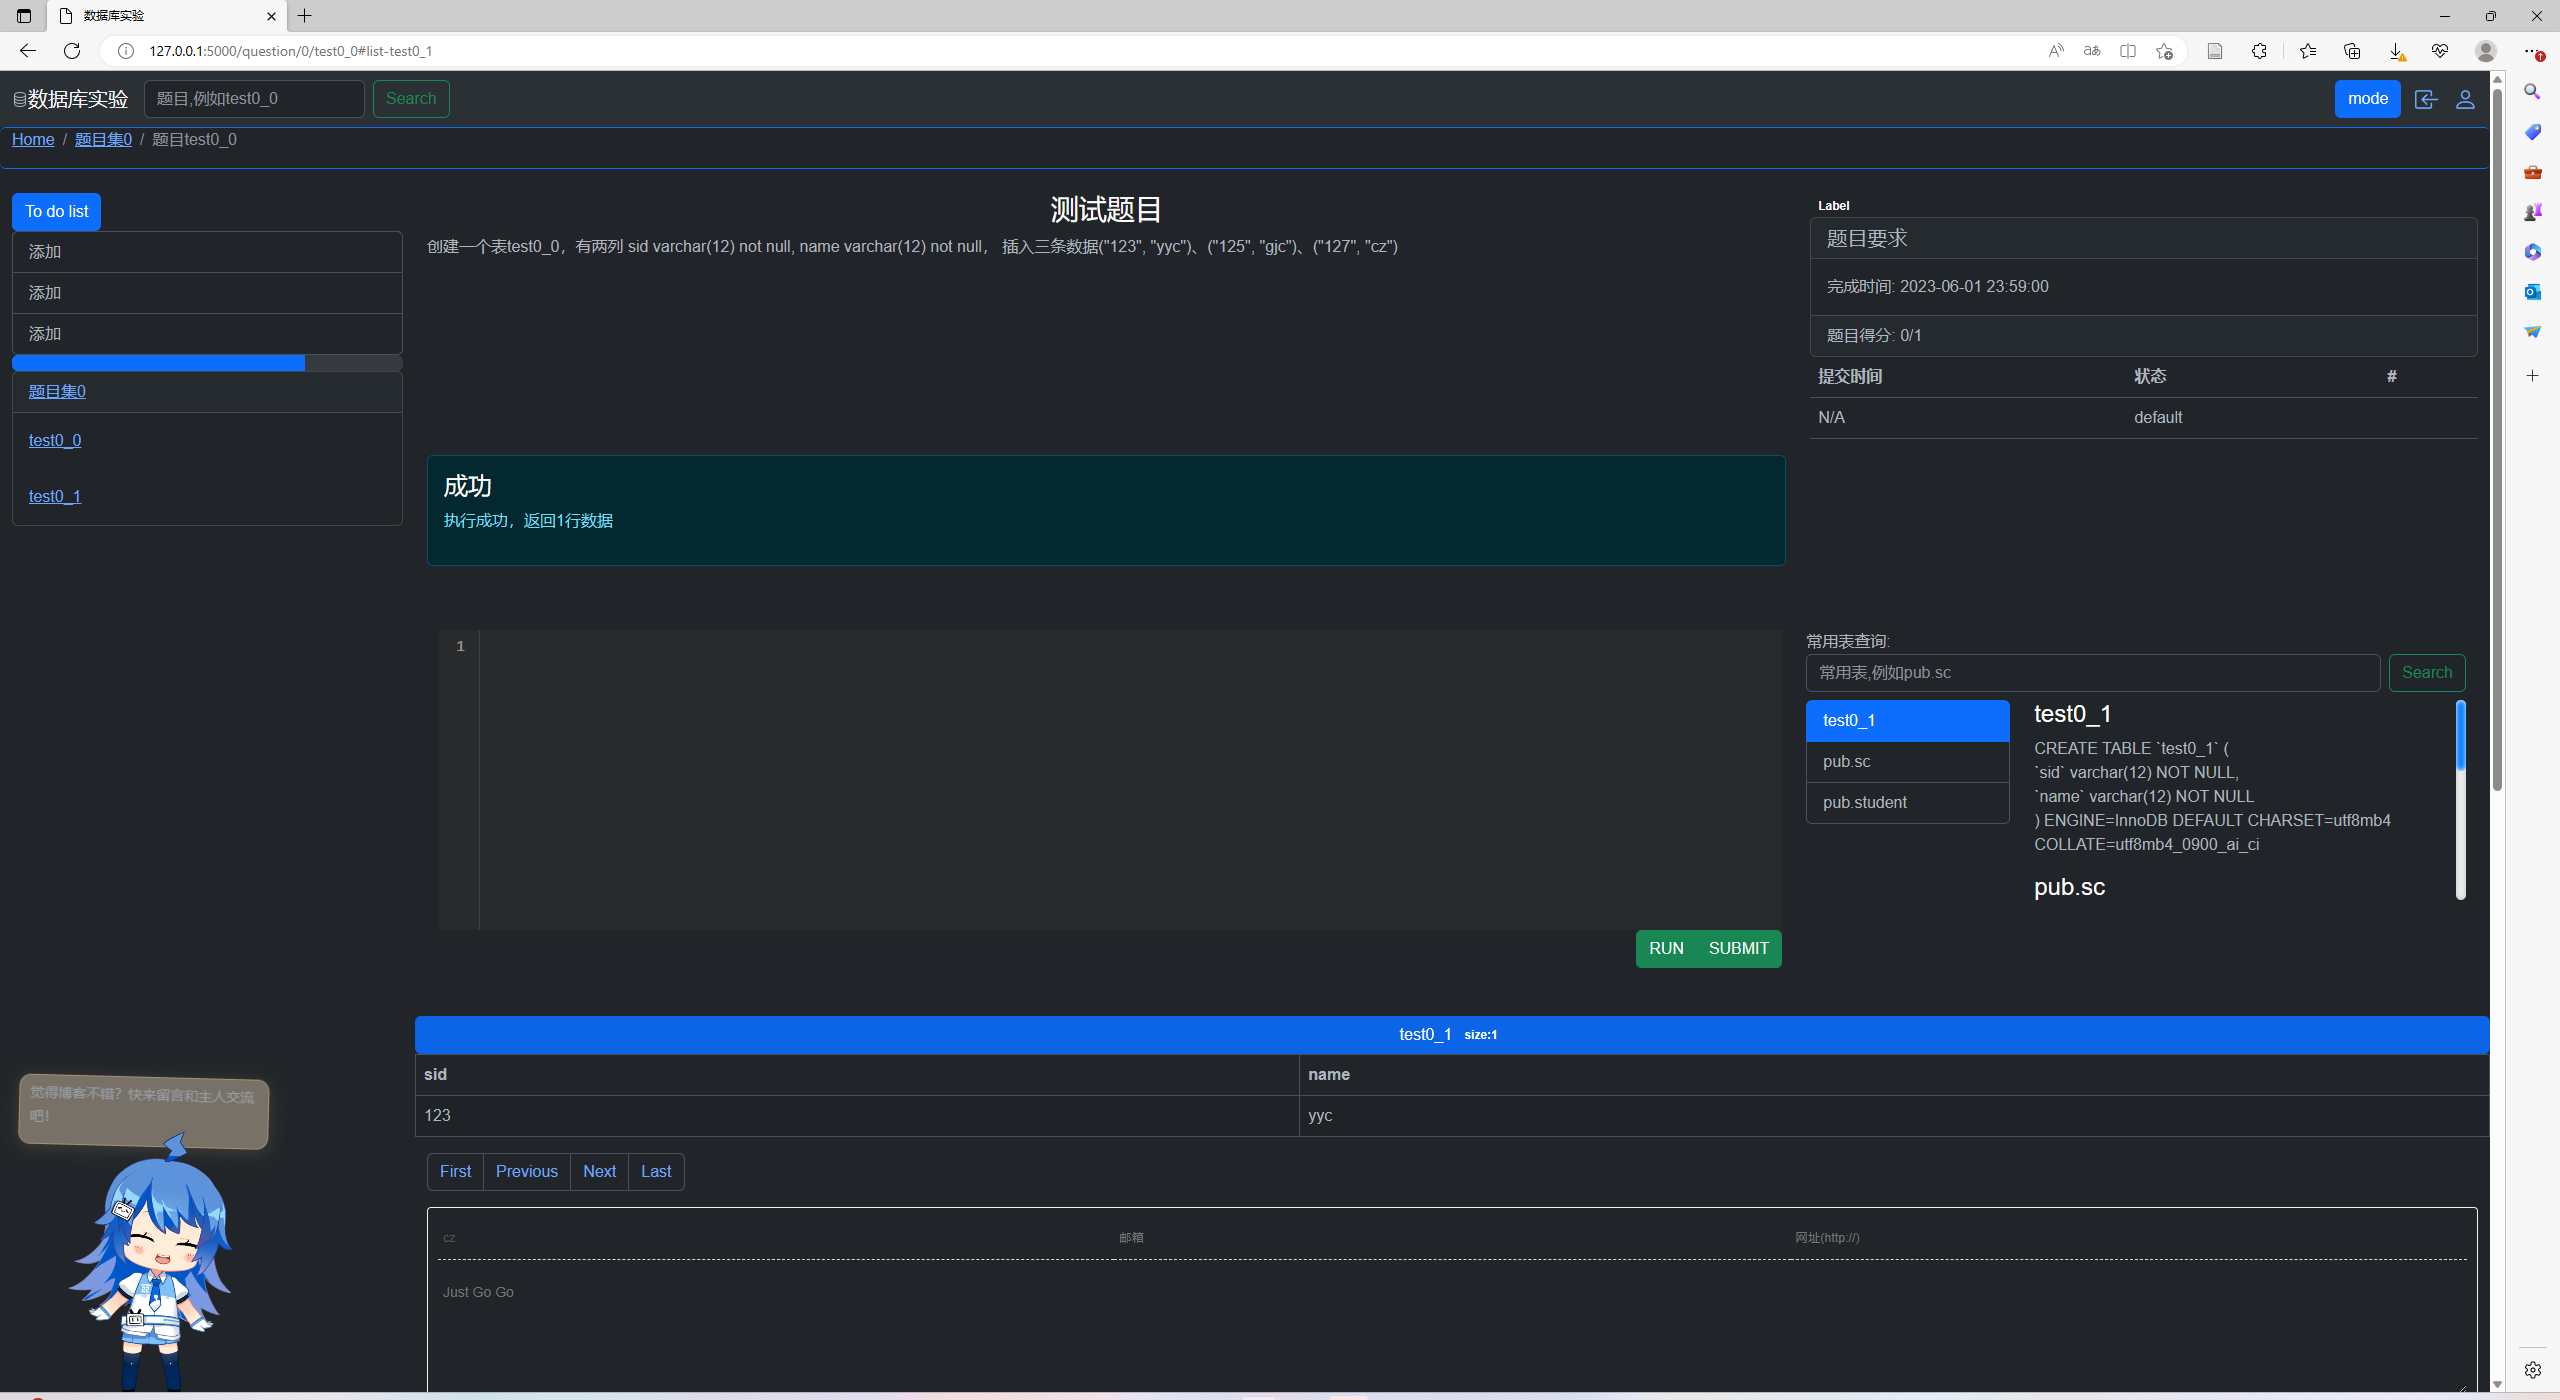 数据库实验
127.0.0.1:5000/question/0/test0_0#list-test0_1
数据库实验 题目,例如test0_0 Search mode
Home / 题目集0 / 题目test0_0
To do list
添加
添加
添加
题目集0
test0_0
test0_1
测试题目
创建一个表test0_0，有两列 sid varchar(12) not null, name varchar(12) not null， 插入三条数据("123", "yyc")、("125", "gjc")、("127", "cz")
Label
题目要求
完成时间: 2023-06-01 23:59:00
题目得分: 0/1
提交时间 状态 #
N/A default
成功
执行成功，返回1行数据
1
RUN SUBMIT
常用表查询:
常用表,例如pub.sc Search
test0_1
pub.sc
pub.student
test0_1
CREATE TABLE `test0_1` (
`sid` varchar(12) NOT NULL,
`name` varchar(12) NOT NULL
) ENGINE=InnoDB DEFAULT CHARSET=utf8mb4
COLLATE=utf8mb4_0900_ai_ci
pub.sc
test0_1 size:1
sid name
123 yyc
First Previous Next Last
觉得博客不错？快来留言和主人交流
吧！
cz 邮箱 网址(http://)
Just Go Go